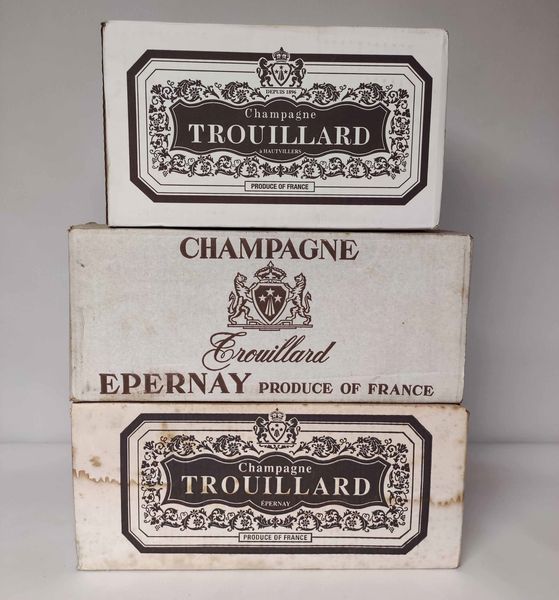 DEPUIS 1896
Champagne
TROUILLARD
à HAUTVILLERS
PRODUCE OF FRANCE
CHAMPAGNE
Trouillard
EPERNAY PRODUCE OF FRANCE
Champagne
TROUILLARD
ÉPERNAY
PRODUCE OF FRANCE